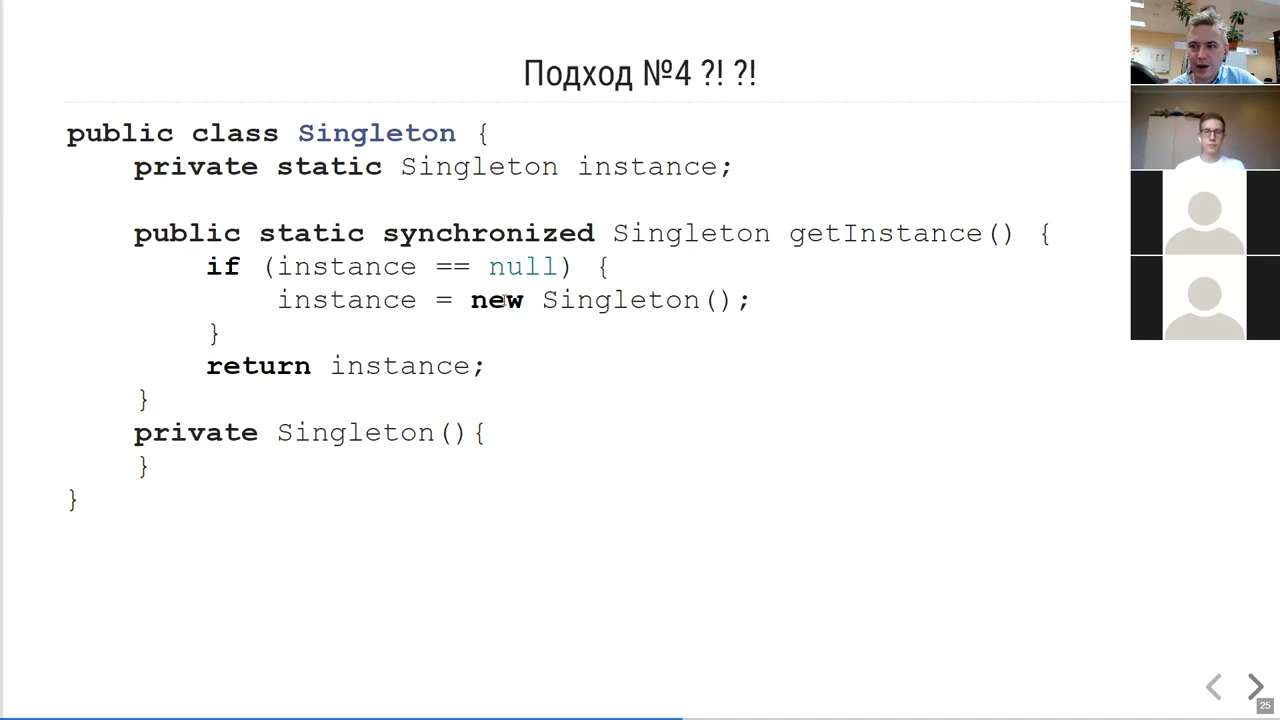 Подход №4 ?! ?!
public class Singleton {
private static Singleton instance;
public static synchronized Singleton getInstance() {
if (instance == null) {
instance = new Singleton();
}
return instance;
}
private Singleton(){
}
}
25